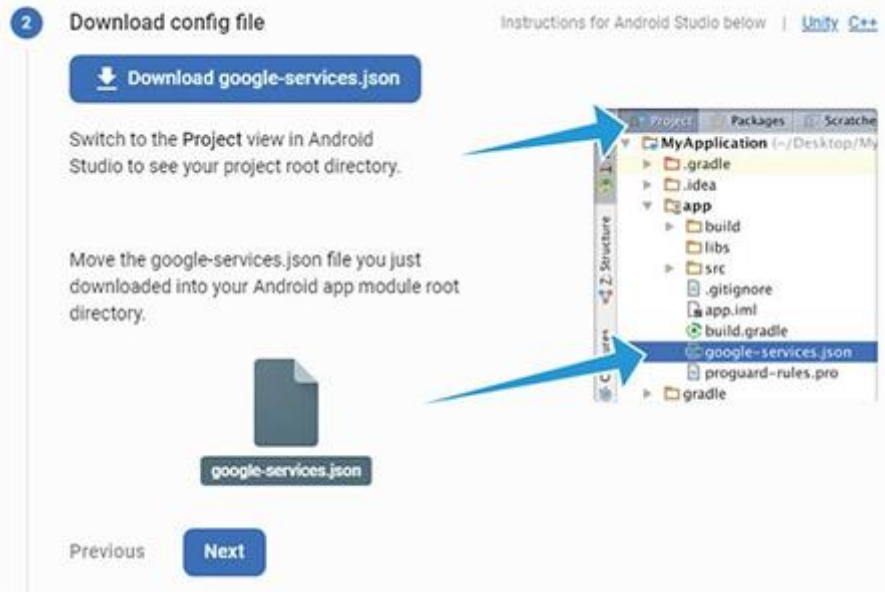 2 Download config file
Instructions for Android Studio below | Unity C++
Download google-services.json
Switch to the Project view in Android
Studio to see your project root directory.
Move the google-services.json file you just
downloaded into your Android app module root
directory.
google-services.json
Previous Next
Project Packages Scratche
MyApplication (~/Desktop/My
.gradle
.idea
app
build
libs
src
.gitignore
app.iml
build.gradle
google-services.json
proguard-rules.pro
gradle
Z: Structure